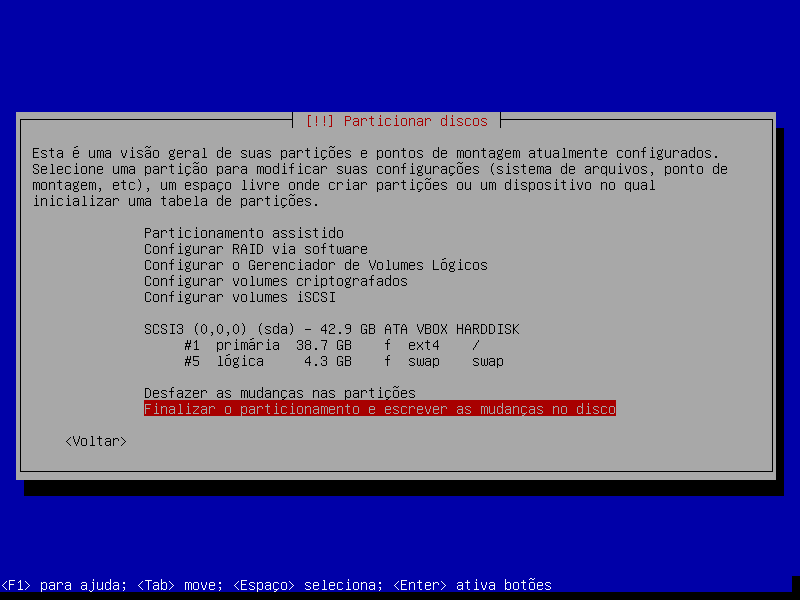 [!!] Particionar discos
Esta é uma visão geral de suas partições e pontos de montagem atualmente configurados.
Selecione uma partição para modificar suas configurações (sistema de arquivos, ponto de
montagem, etc), um espaço livre onde criar partições ou um dispositivo no qual
inicializar uma tabela de partições.
Particionamento assistido
Configurar RAID via software
Configurar o Gerenciador de Volumes Lógicos
Configurar volumes criptografados
Configurar volumes iSCSI
SCSI3 (0,0,0) (sda) - 42.9 GB ATA VBOX HARDDISK
#1 primária 38.7 GB f ext4 /
#5 lógica 4.3 GB f swap swap
Desfazer as mudanças nas partições
Finalizar o particionamento e escrever as mudanças no disco
<Voltar>
<F1> para ajuda; <Tab> move; <Espaço> seleciona; <Enter> ativa botões